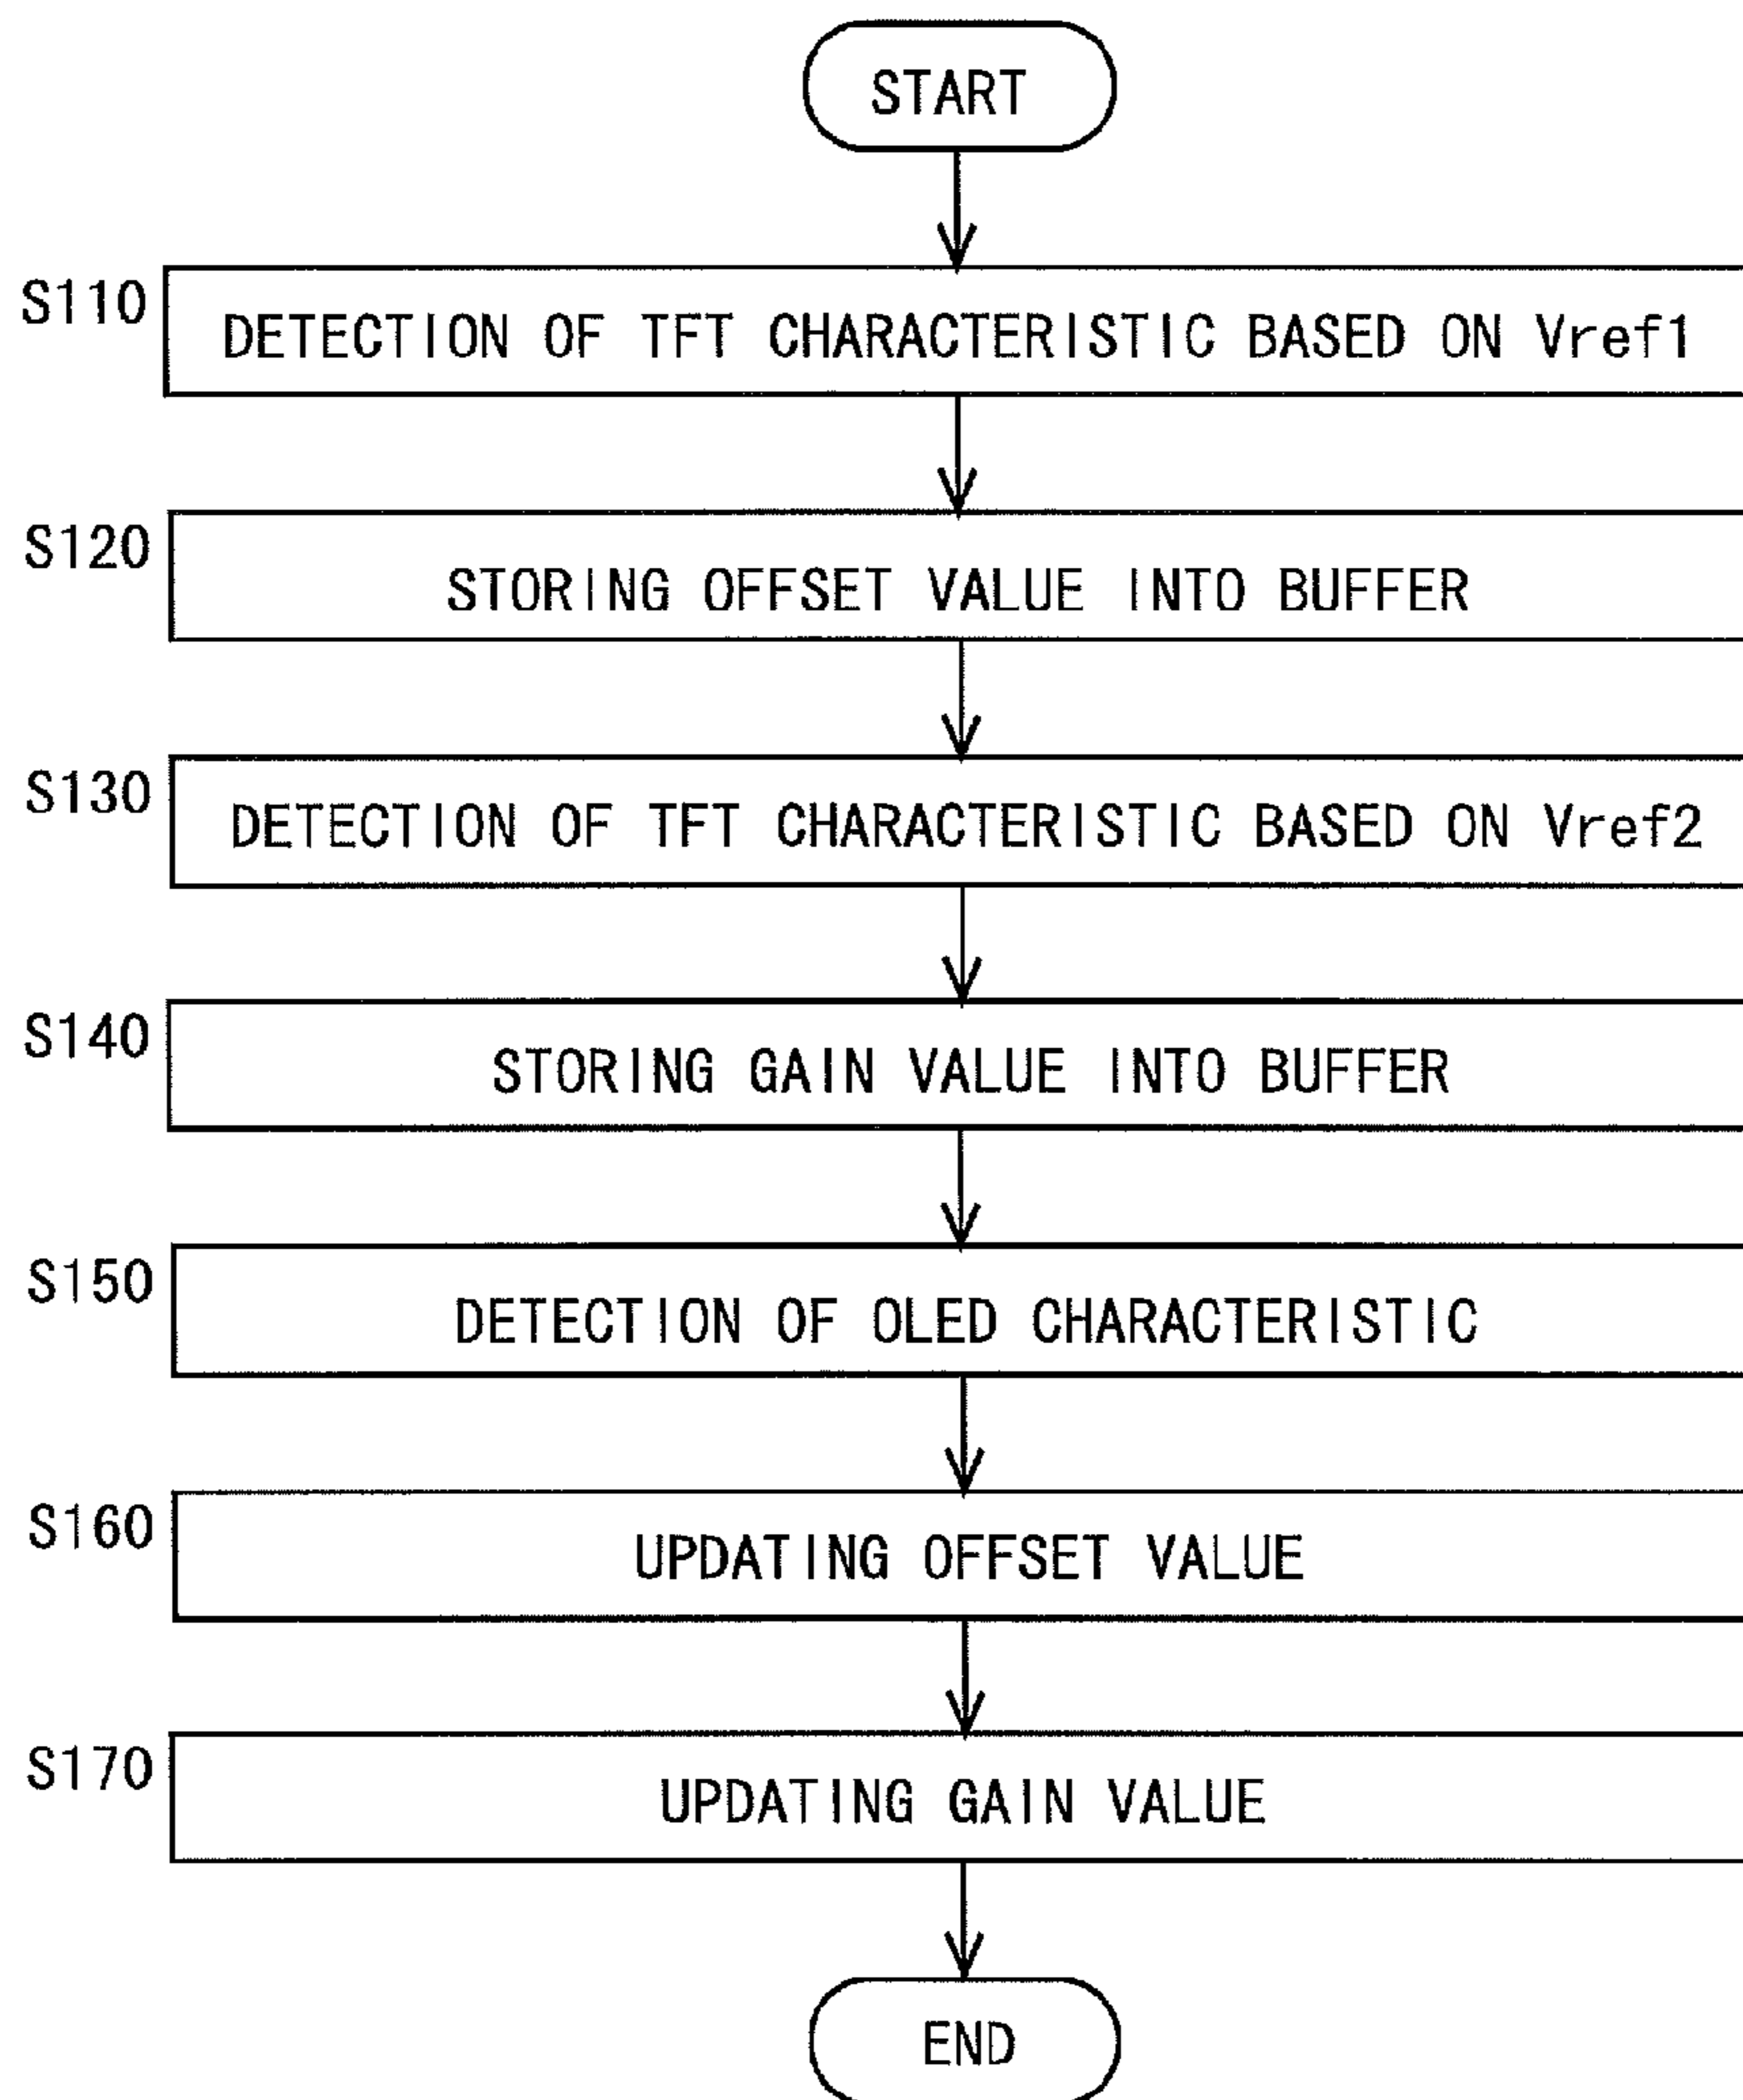 START
S110
DETECTION OF TFT CHARACTERISTIC BASED ON Vref1
S120
STORING OFFSET VALUE INTO BUFFER
S130
DETECTION OF TFT CHARACTERISTIC BASED ON Vref2
S140
STORING GAIN VALUE INTO BUFFER
S150
DETECTION OF OLED CHARACTERISTIC
S160
UPDATING OFFSET VALUE
S170
UPDATING GAIN VALUE
END